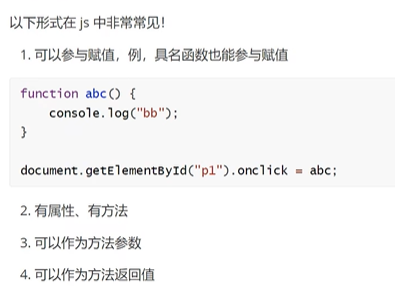 以下形式在 js 中非常常见！
1. 可以参与赋值，例，具名函数也能参与赋值
function abc() {
    console.log("bb");
}
document.getElementById("p1").onclick = abc;
2. 有属性、有方法
3. 可以作为方法参数
4. 可以作为方法返回值